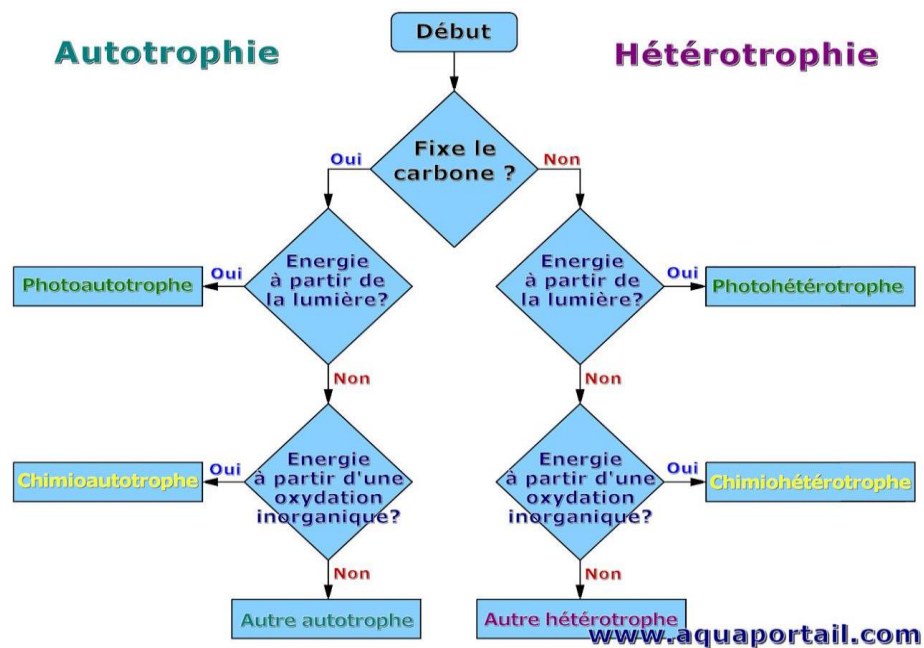 Début
Autotrophie
Hétérotrophie
Fixe le
carbone ?
Oui
Non
Energie
à partir de
la lumière?
Oui
Photoautotrophe
Non
Energie
à partir d'une
oxydation
inorganique?
Oui
Chimioautotrophe
Non
Autre autotrophe
Energie
à partir de
la lumière?
Oui
Photohétérotrophe
Non
Energie
à partir d'une
oxydation
inorganique?
Oui
Chimiohétérotrophe
Non
Autre hétérotrophe
www.aquaportail.com